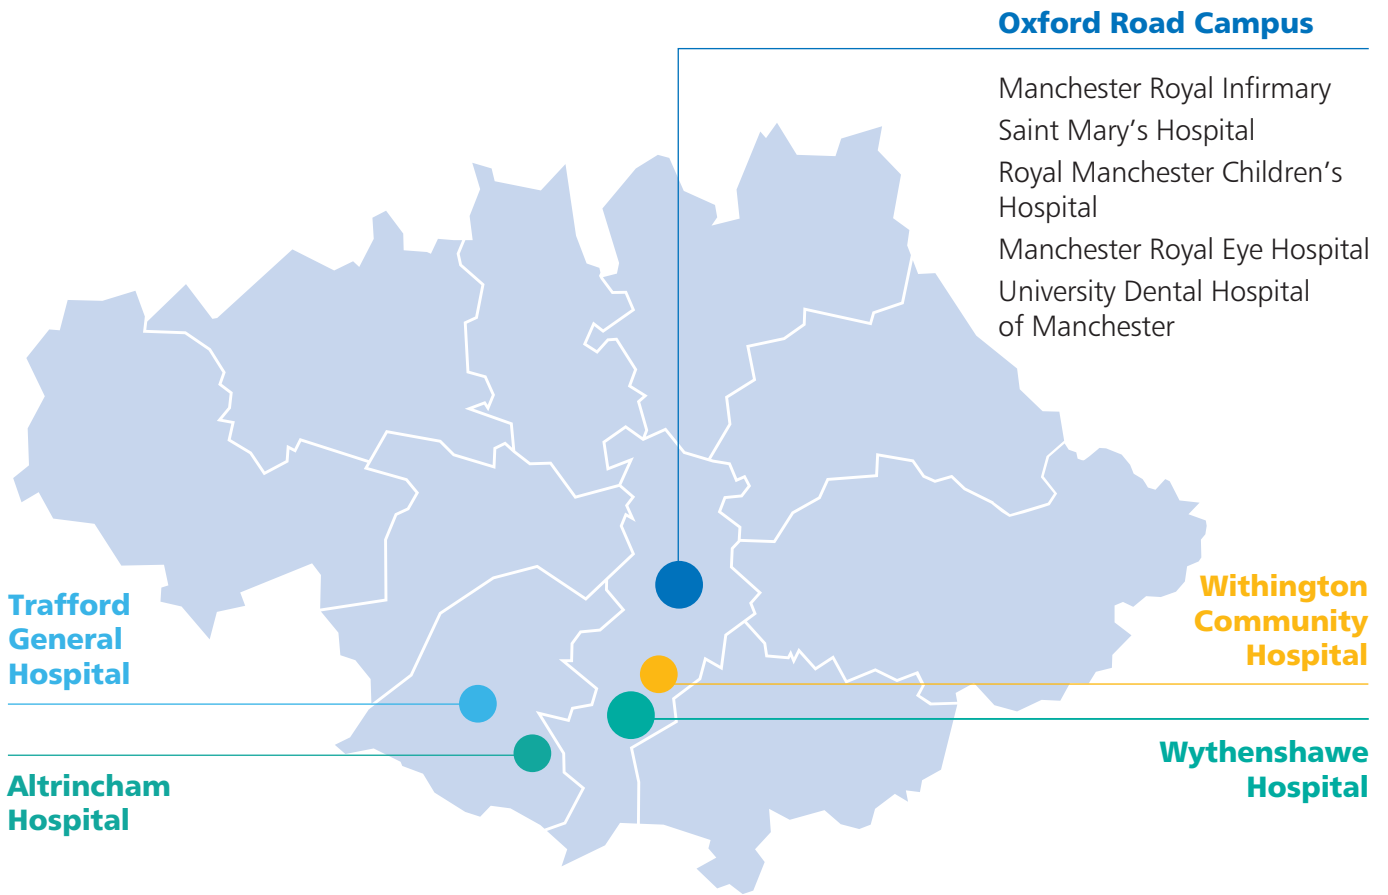 Oxford Road Campus
Manchester Royal Infirmary
Saint Mary’s Hospital
Royal Manchester Children’s
Hospital
Manchester Royal Eye Hospital
University Dental Hospital
of Manchester
Trafford
General
Hospital
Altrincham
Hospital
Withington
Community
Hospital
Wythenshawe
Hospital